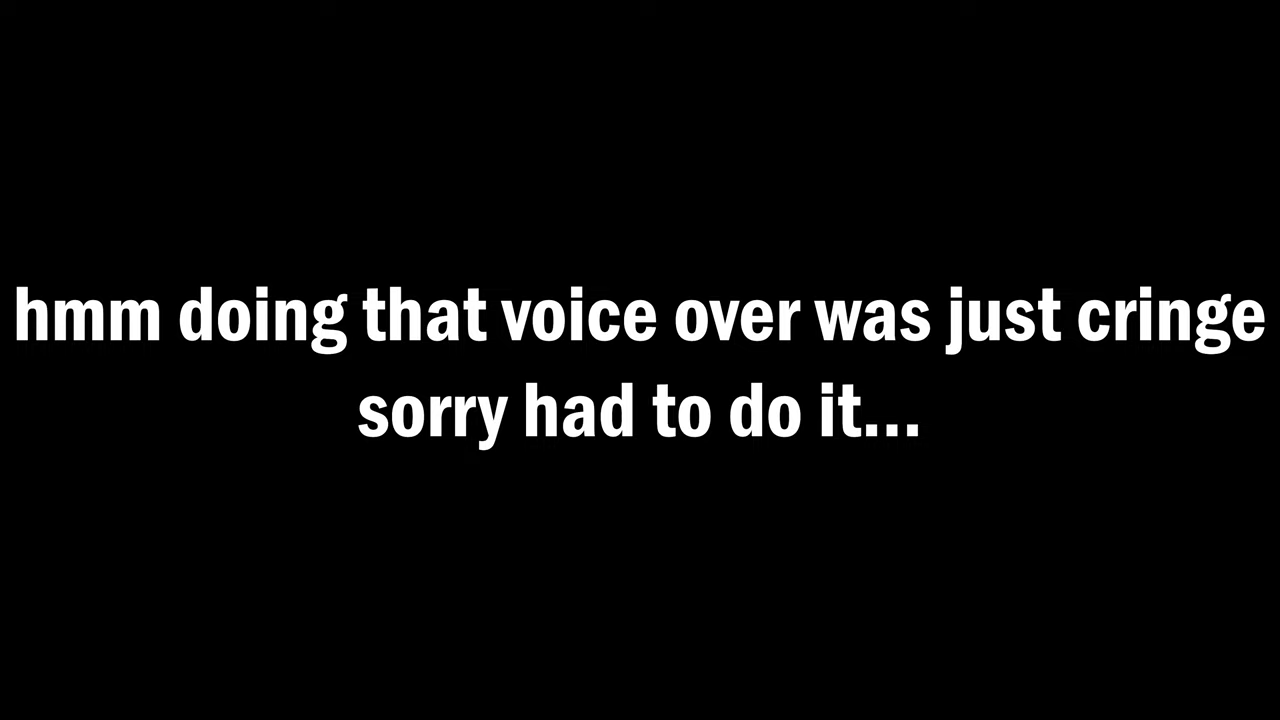 hmm doing that voice over was just cringe
sorry had to do it...